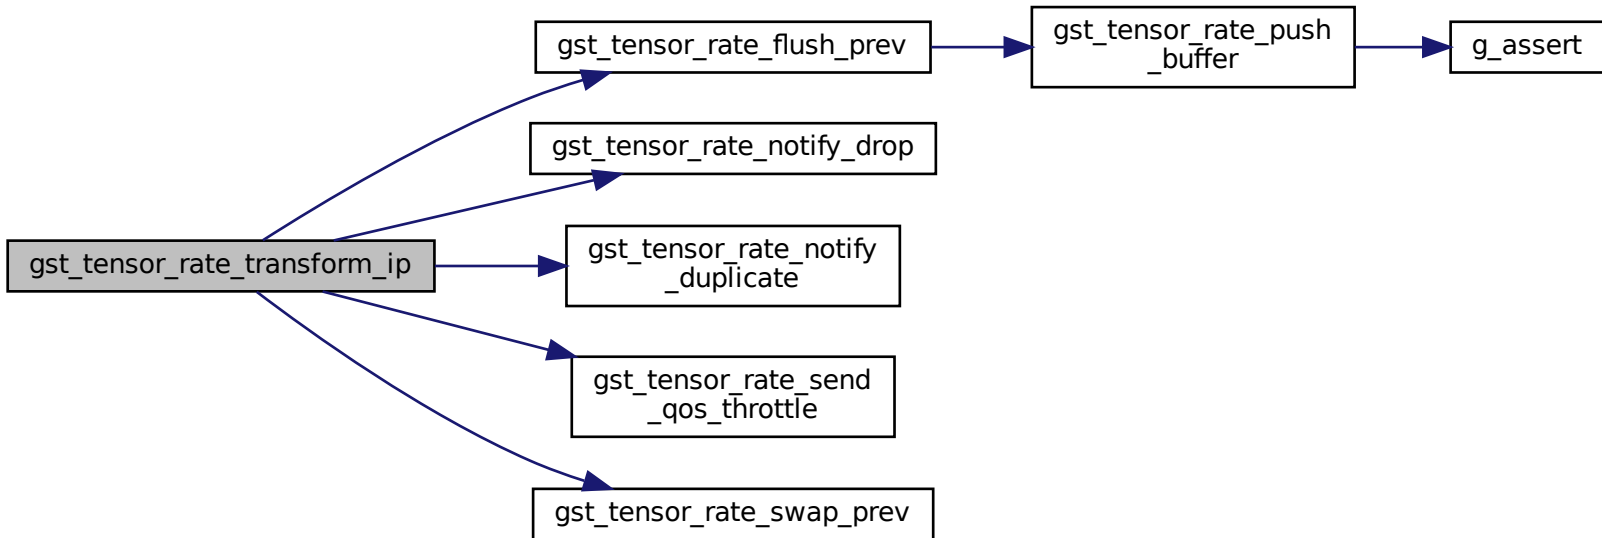 gst_tensor_rate_transform_ip
gst_tensor_rate_flush_prev
gst_tensor_rate_push
_buffer
g_assert
gst_tensor_rate_notify_drop
gst_tensor_rate_notify
_duplicate
gst_tensor_rate_send
_qos_throttle
gst_tensor_rate_swap_prev